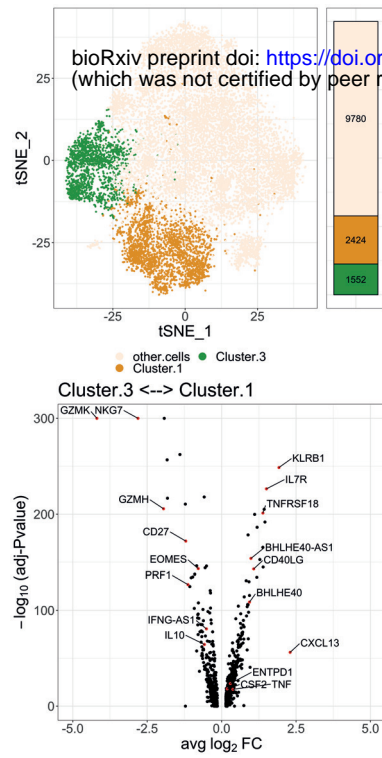 bioRxiv preprint doi: https://doi.or
(which was not certified by peer r
tSNE_2
25
0
-25
-25
0
25
tSNE_1
9780
2424
1552
other.cells
Cluster.3
Cluster.1
Cluster.3 <--> Cluster.1
GZMK
NKG7
KLRB1
IL7R
GZMH
TNFRSF18
CD27
BHLHE40-AS1
EOMES
CD40LG
PRF1
BHLHE40
IFNG-AS1
IL10
CXCL13
ENTPD1
CSF2
TNF
300
200
100
0
−log10 (adj-Pvalue)
-5.0
-2.5
0.0
2.5
5.0
avg log2 FC